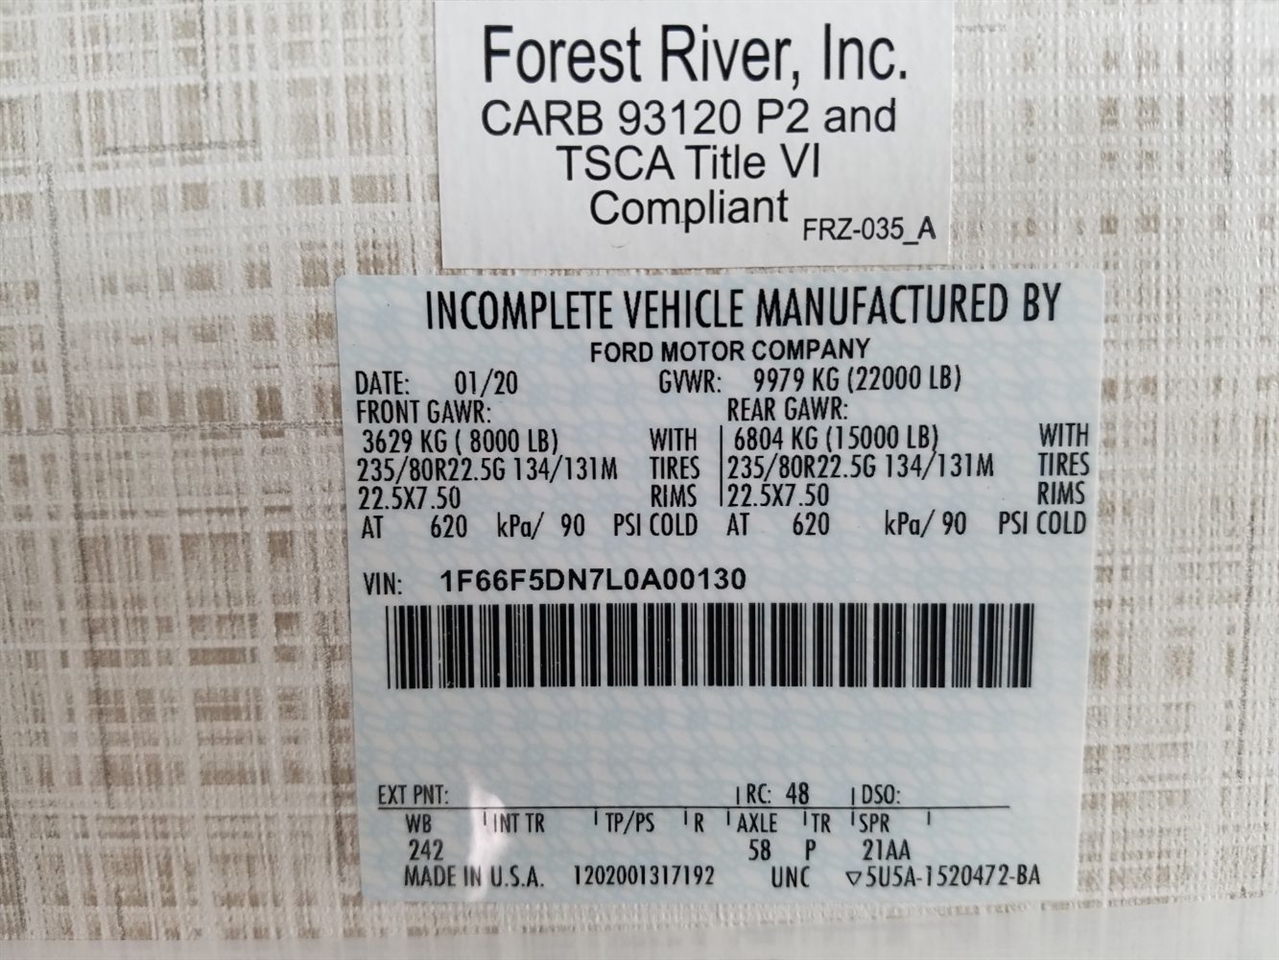 Forest River, Inc.
CARB 93120 P2 and
TSCA Title VI
Compliant
FRZ-035_A
INCOMPLETE VEHICLE MANUFACTURED BY
FORD MOTOR COMPANY
DATE: 01/20 GVWR: 9979 KG (22000 LB)
FRONT GAWR: REAR GAWR:
3629 KG ( 8000 LB) WITH 6804 KG (15000 LB) WITH
235/80R22.5G 134/131M TIRES 235/80R22.5G 134/131M TIRES
22.5X7.50 RIMS 22.5X7.50 RIMS
AT 620 kPa/ 90 PSI COLD AT 620 kPa/ 90 PSI COLD
VIN: 1F66F5DN7L0A00130
EXT PNT: RC: 48 DSO:
WB INT TR TP/PS R AXLE TR SPR
242 58 P 21AA
MADE IN U.S.A. 1202001317192 UNC ▽5U5A-1520472-BA